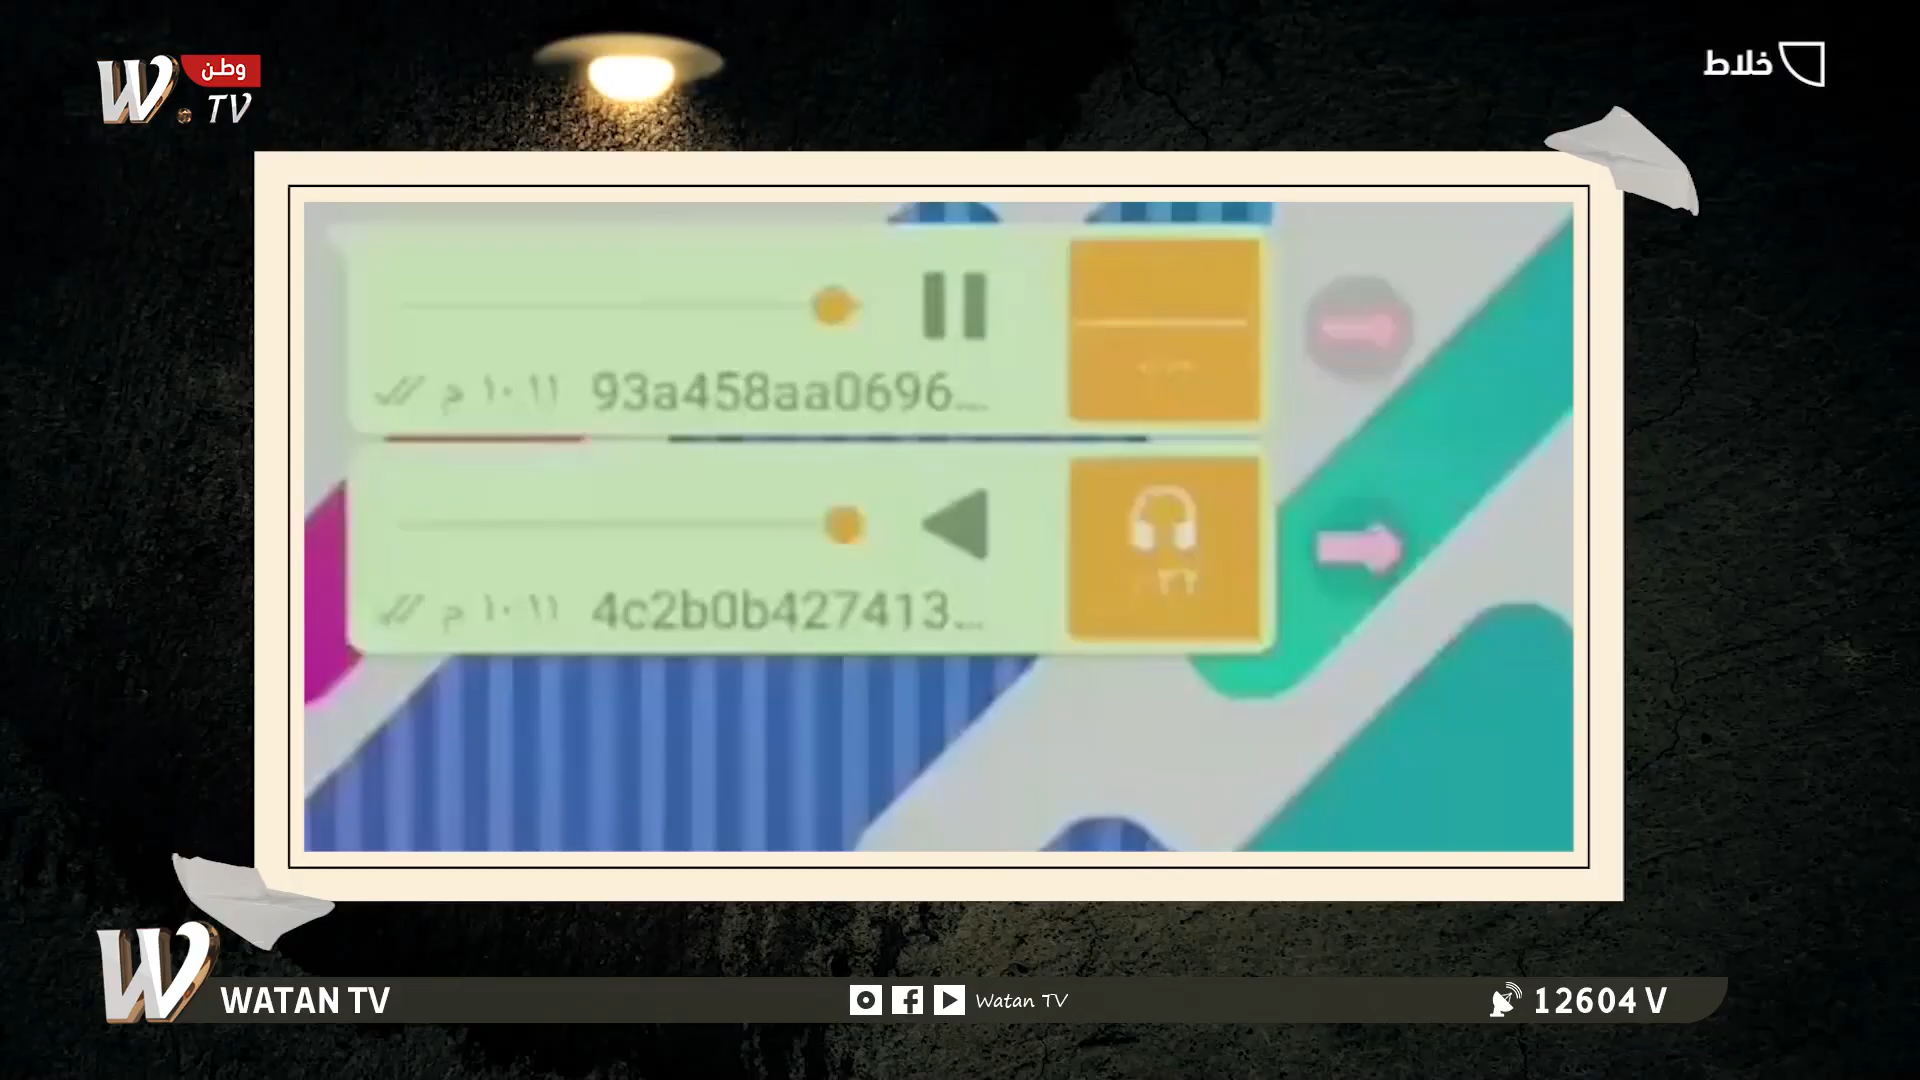 وطن
W. TV
خلاط
93a458aa0696...
١٠:١١ م
4c2b0b427413...
١٠:١١ م
W
WATAN TV
Watan TV
12604 V